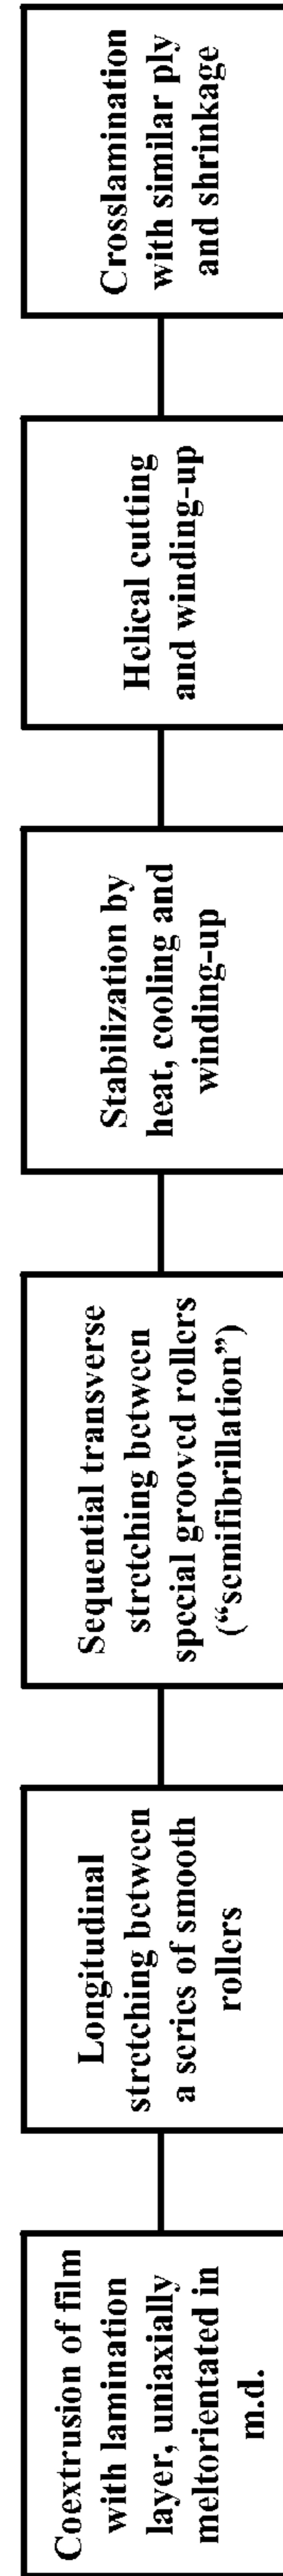 Coextrusion of film
with lamination
layer, uniaxially
meltorientated in
m.d.
Longitudinal
stretching between
a series of smooth
rollers
Sequential transverse
stretching between
special grooved rollers
("semifibrillation")
Stabilization by
heat, cooling and
winding-up
Helical cutting
and winding-up
Crosslamination
with similar ply
and shrinkage